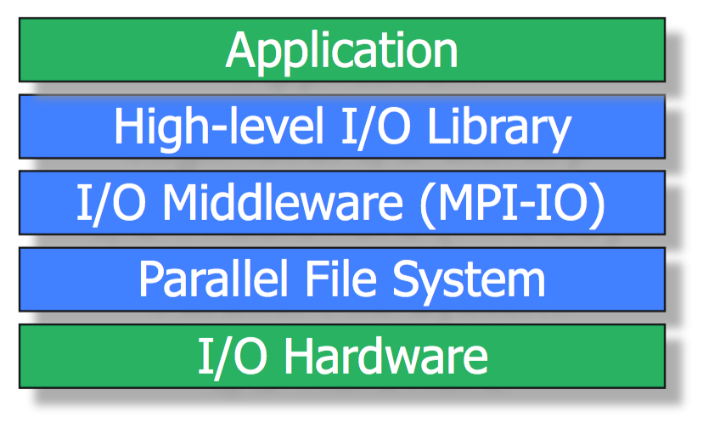 Application
High-level I/O Library
I/O Middleware (MPI-IO)
Parallel File System
I/O Hardware